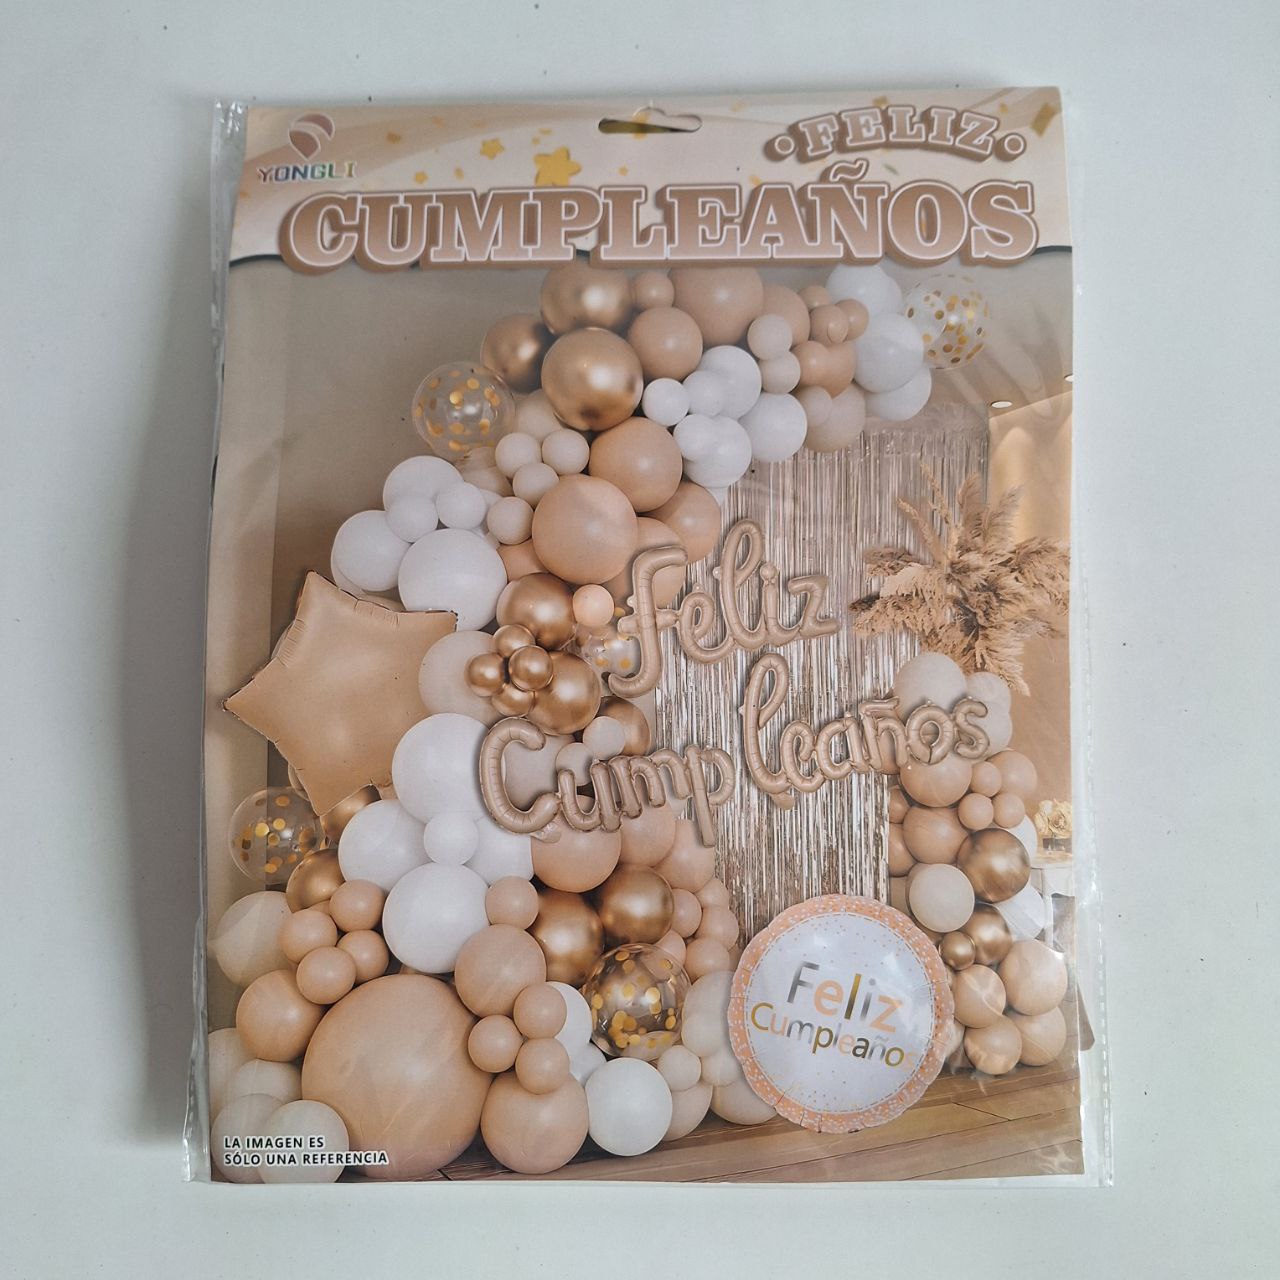 YONGLI
FELIZ
CUMPLEAÑOS
Feliz
Cumpleaños
Feliz
Cumpleaños
LA IMAGEN ES
SÓLO UNA REFERENCIA